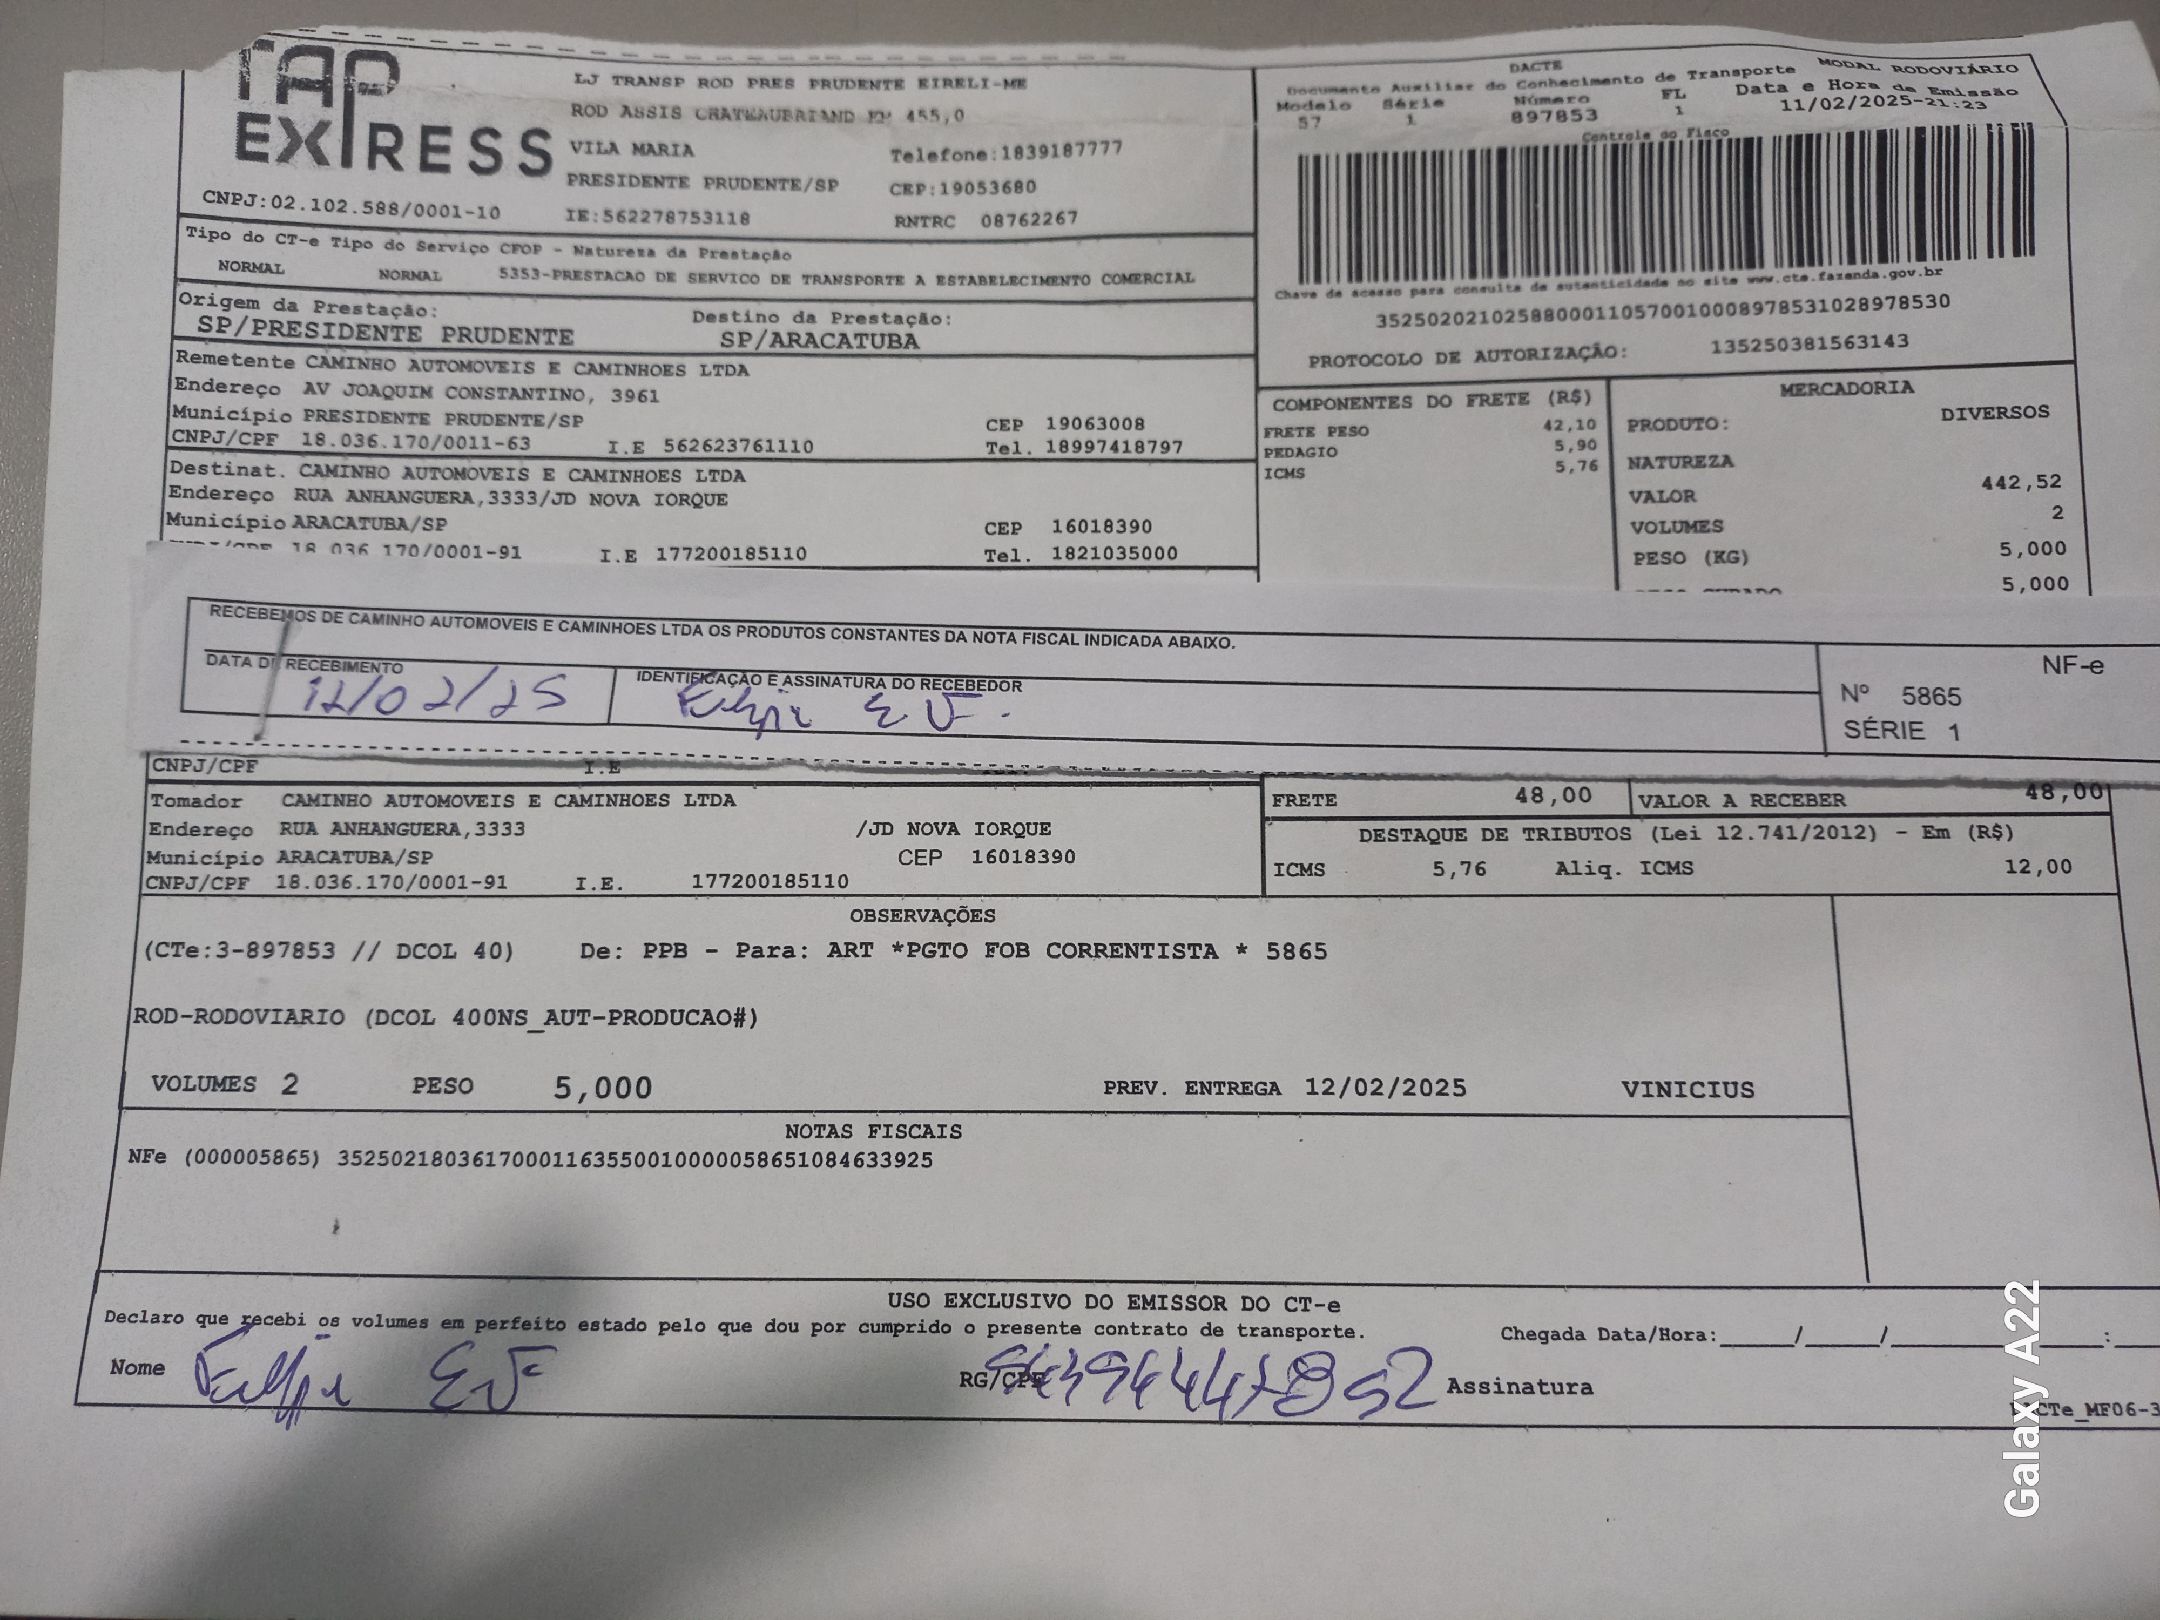 TAP
EXPRESS
CNPJ:02.102.588/0001-10
LJ TRANSP ROD PRES PRUDENTE EIRELI-ME
ROD ASSIS CHATEAUBRIAND KM 455,0
VILA MARIA Telefone:1839187777
PRESIDENTE PRUDENTE/SP CEP:19053680
IE:562278753118 RNTRC 08762267
DACTE MODAL RODOVIÁRIO
Documento Auxiliar do Conhecimento de Transporte
Modelo Série Número FL Data e Hora da Emissão
57 1 897853 1 11/02/2025-21:23
Controle do Fisco
Chave de acesso para consulta de autenticidade no site www.cte.fazenda.gov.br
35250202102588000110570010008978531028978530
PROTOCOLO DE AUTORIZAÇÃO: 135250381563143
Tipo do CT-e Tipo do Serviço CFOP - Natureza da Prestação
NORMAL NORMAL 5353-PRESTACAO DE SERVICO DE TRANSPORTE A ESTABELECIMENTO COMERCIAL
Origem da Prestação: Destino da Prestação:
SP/PRESIDENTE PRUDENTE SP/ARACATUBA
Remetente CAMINHO AUTOMOVEIS E CAMINHOES LTDA
Endereço AV JOAQUIM CONSTANTINO, 3961
Município PRESIDENTE PRUDENTE/SP CEP 19063008
CNPJ/CPF 18.036.170/0011-63 I.E 562623761110 Tel. 18997418797
Destinat. CAMINHO AUTOMOVEIS E CAMINHOES LTDA
Endereço RUA ANHANGUERA,3333/JD NOVA IORQUE
Município ARACATUBA/SP CEP 16018390
18.036.170/0001-91 I.E 177200185110 Tel. 1821035000
COMPONENTES DO FRETE (R$)
FRETE PESO 42,10
PEDAGIO 5,90
ICMS 5,76
MERCADORIA
PRODUTO: DIVERSOS
NATUREZA
VALOR 442,52
VOLUMES 2
PESO (KG) 5,000
5,000
RECEBEMOS DE CAMINHO AUTOMOVEIS E CAMINHOES LTDA OS PRODUTOS CONSTANTES DA NOTA FISCAL INDICADA ABAIXO.
DATA DE RECEBIMENTO IDENTIFICAÇÃO E ASSINATURA DO RECEBEDOR
12/02/25
NF-e
Nº 5865
SÉRIE 1
CNPJ/CPF I.E
Tomador CAMINHO AUTOMOVEIS E CAMINHOES LTDA
Endereço RUA ANHANGUERA,3333 /JD NOVA IORQUE
Município ARACATUBA/SP CEP 16018390
CNPJ/CPF 18.036.170/0001-91 I.E. 177200185110
FRETE 48,00 VALOR A RECEBER 48,00
DESTAQUE DE TRIBUTOS (Lei 12.741/2012) - Em (R$)
ICMS 5,76 Aliq. ICMS 12,00
OBSERVAÇÕES
(CTe:3-897853 // DCOL 40) De: PPB - Para: ART *PGTO FOB CORRENTISTA * 5865
ROD-RODOVIARIO (DCOL 400NS_AUT-PRODUCAO#)
VOLUMES 2 PESO 5,000 PREV. ENTREGA 12/02/2025 VINICIUS
NOTAS FISCAIS
NFe (000005865) 35250218036170001163550010000058651084633925
USO EXCLUSIVO DO EMISSOR DO CT-e
Declaro que recebi os volumes em perfeito estado pelo que dou por cumprido o presente contrato de transporte. Chegada Data/Hora:_____/_____/_____:
Nome RG/CPF Assinatura
Galaxy A22